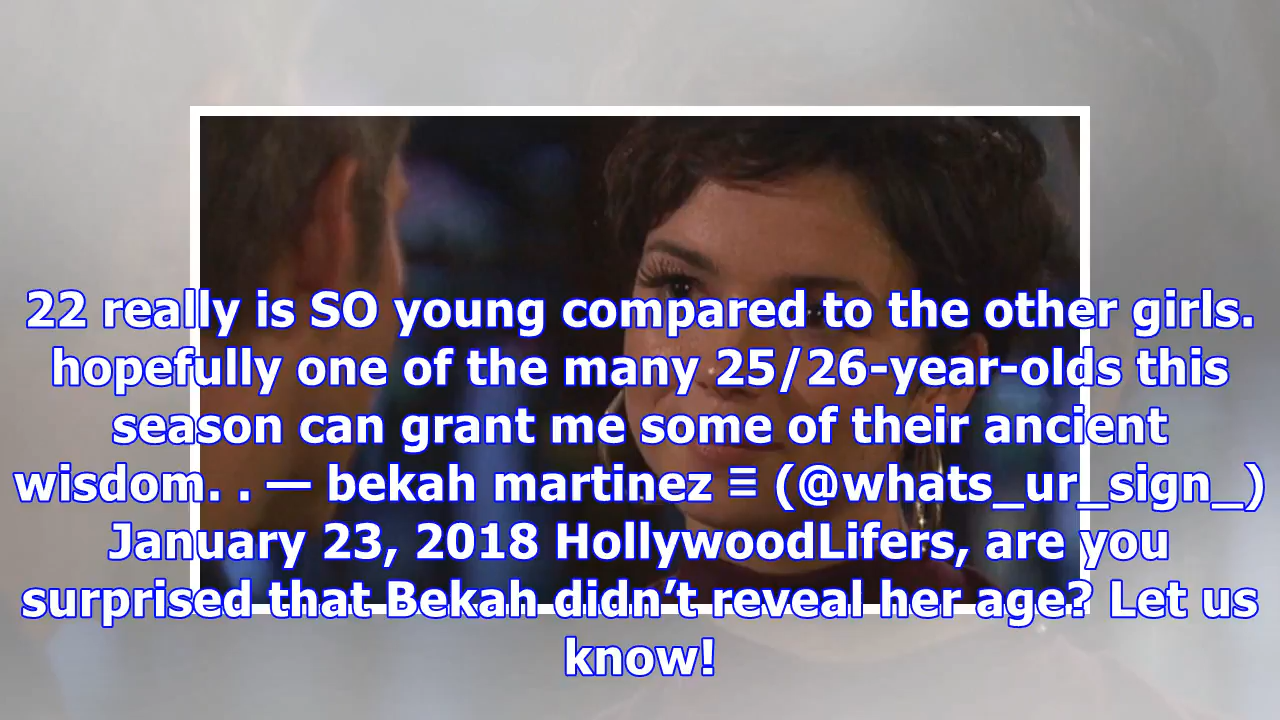 22 really is SO young compared to the other girls.
hopefully one of the many 25/26-year-olds this
season can grant me some of their ancient
wisdom. . — bekah martinez ☰ (@whats_ur_sign_)
January 23, 2018 HollywoodLifers, are you
surprised that Bekah didn’t reveal her age? Let us
know!